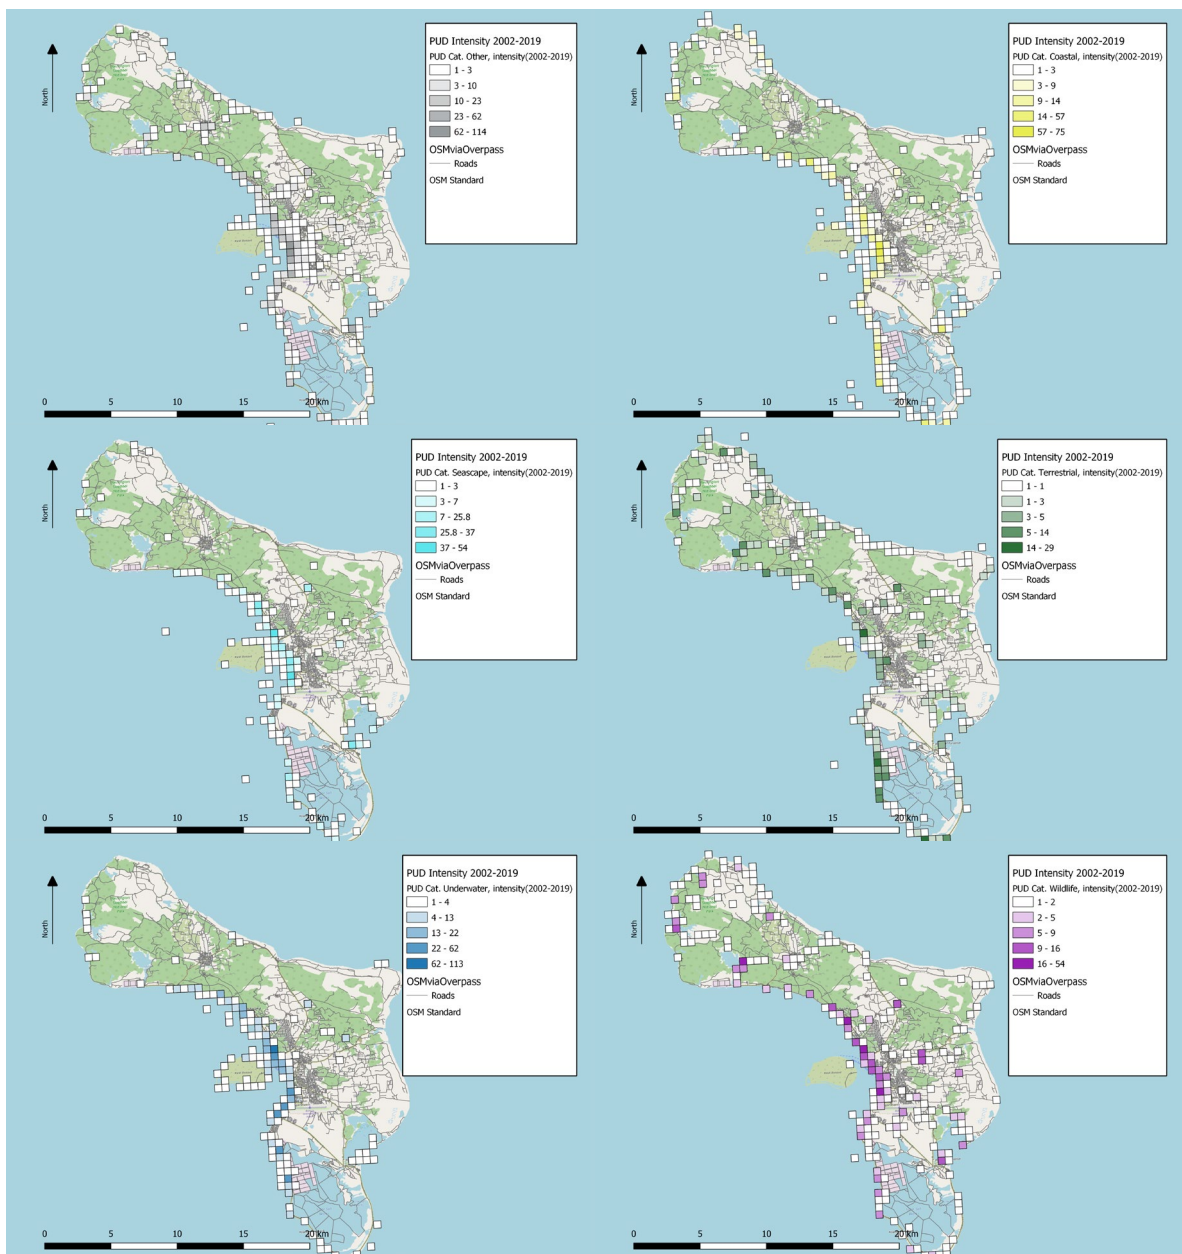 PUD Intensity 2002-2019
PUD Cat. Other, intensity(2002-2019)
1 - 3
3 - 10
10 - 23
23 - 62
62 - 114
OSMviaOverpass
Roads
OSM Standard
North
0 5 10 15 20 km
PUD Intensity 2002-2019
PUD Cat. Coastal, intensity(2002-2019)
1 - 3
3 - 9
9 - 14
14 - 57
57 - 75
OSMviaOverpass
Roads
OSM Standard
North
0 5 10 15 20 km
PUD Intensity 2002-2019
PUD Cat. Seascape, intensity(2002-2019)
1 - 3
3 - 7
7 - 25.8
25.8 - 37
37 - 54
OSMviaOverpass
Roads
OSM Standard
North
0 5 10 15 20 km
PUD Intensity 2002-2019
PUD Cat. Terrestrial, intensity(2002-2019)
1 - 1
1 - 3
3 - 5
5 - 14
14 - 29
OSMviaOverpass
Roads
OSM Standard
North
0 5 10 15 20 km
PUD Intensity 2002-2019
PUD Cat. Underwater, intensity(2002-2019)
1 - 4
4 - 13
13 - 22
22 - 62
62 - 113
OSMviaOverpass
Roads
OSM Standard
North
0 5 10 15 20 km
PUD Intensity 2002-2019
PUD Cat. Wildlife, intensity(2002-2019)
1 - 2
2 - 5
5 - 9
9 - 16
16 - 54
OSMviaOverpass
Roads
OSM Standard
North
0 5 10 15 20 km